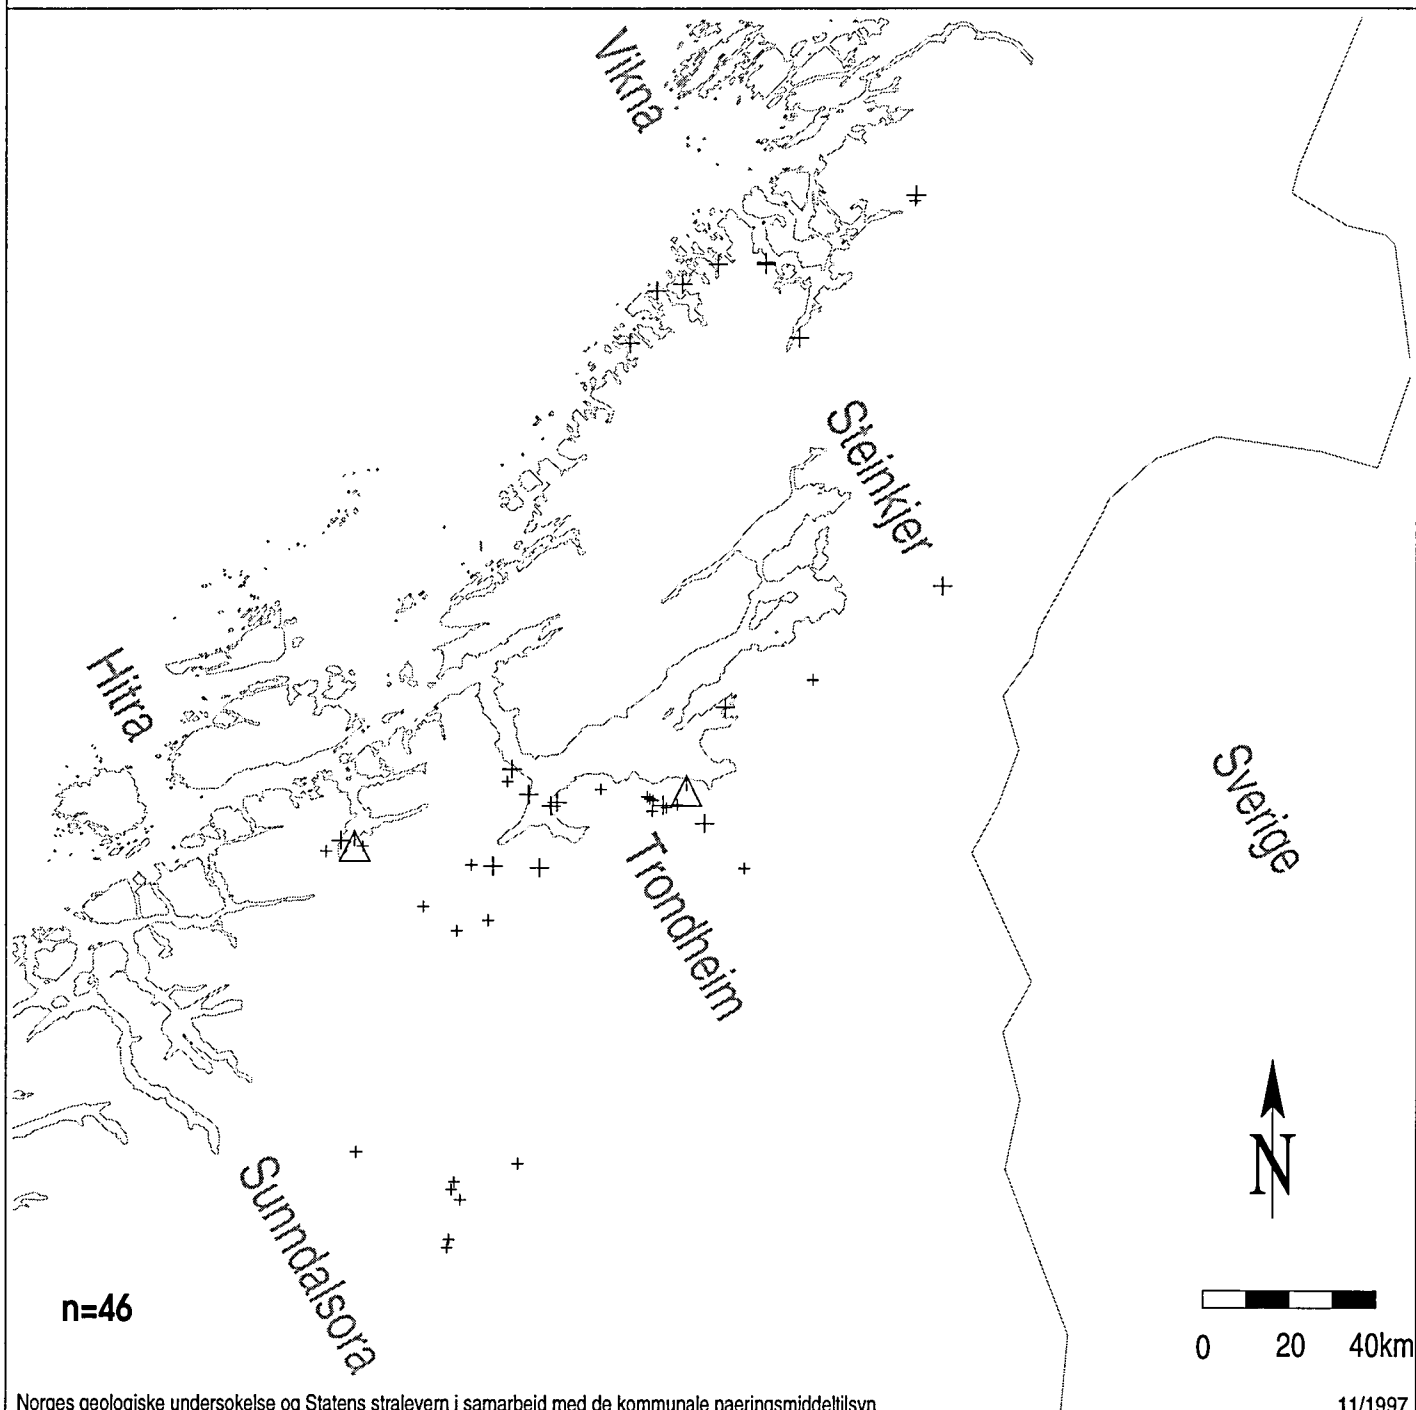 Vikna
Steinkjer
Hitra
Sverige
Trondheim
N
Sunndalsora
n=46
0 20 40km
Norges geologiske undersokelse og Statens stralevern i samarbeid med de kommunale naeringsmiddeltilsyn
11/1997